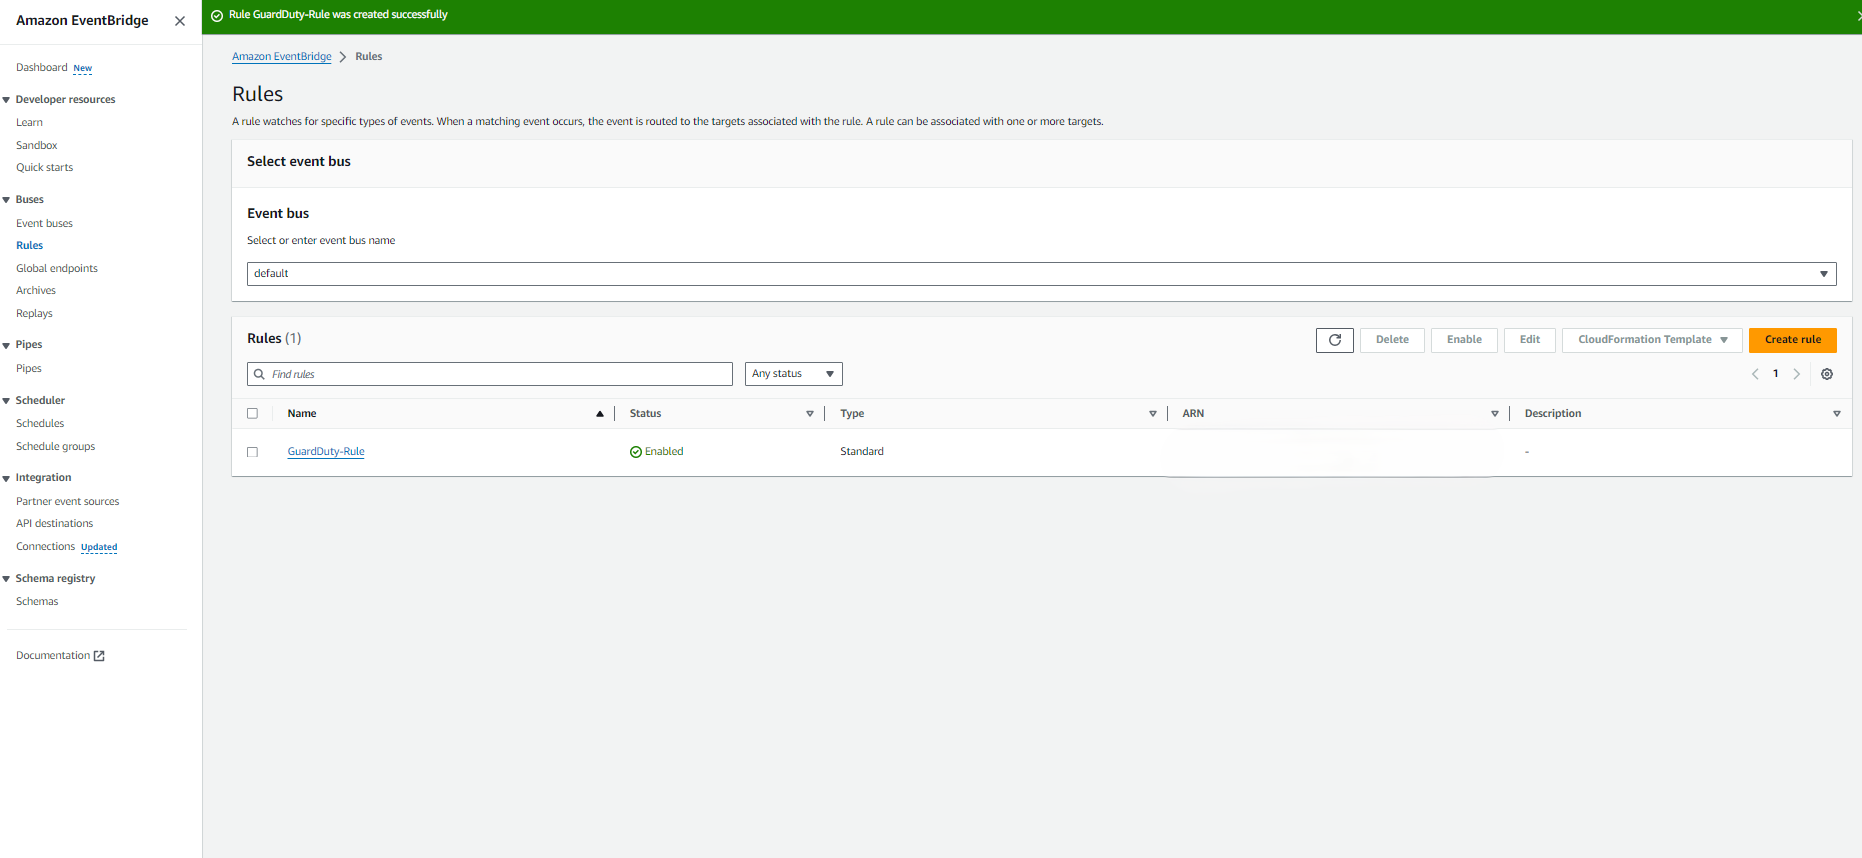 Amazon EventBridge
Dashboard New
Developer resources
Learn
Sandbox
Quick starts
Buses
Event buses
Rules
Global endpoints
Archives
Replays
Pipes
Pipes
Scheduler
Schedules
Schedule groups
Integration
Partner event sources
API destinations
Connections Updated
Schema registry
Schemas
Documentation
Rule GuardDuty-Rule was created successfully
Amazon EventBridge Rules
Rules
A rule watches for specific types of events. When a matching event occurs, the event is routed to the targets associated with the rule. A rule can be associated with one or more targets.
Select event bus
Event bus
Select or enter event bus name
default
Rules (1)
Delete Enable Edit CloudFormation Template Create rule
Find rules Any status 1
Name Status Type ARN Description
GuardDuty-Rule Enabled Standard -